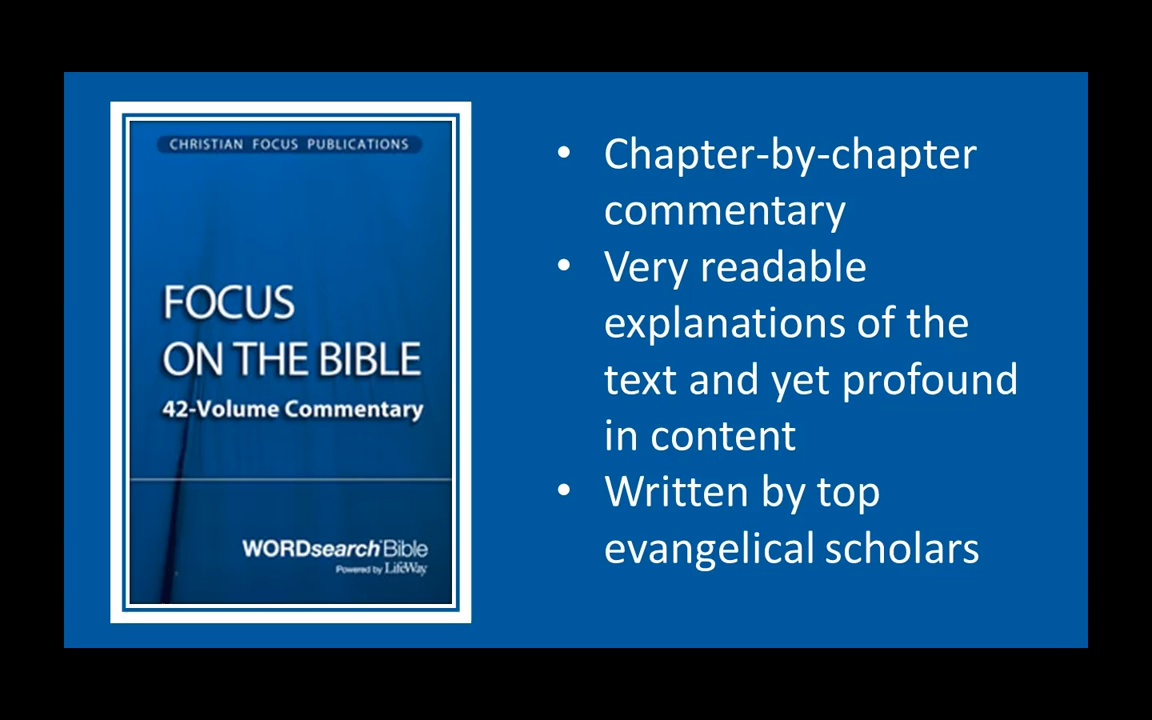 CHRISTIAN FOCUS PUBLICATIONS
FOCUS
ON THE BIBLE
42-Volume Commentary
WORDsearch Bible
Powered by LifeWay
• Chapter-by-chapter
commentary
• Very readable
explanations of the
text and yet profound
in content
• Written by top
evangelical scholars